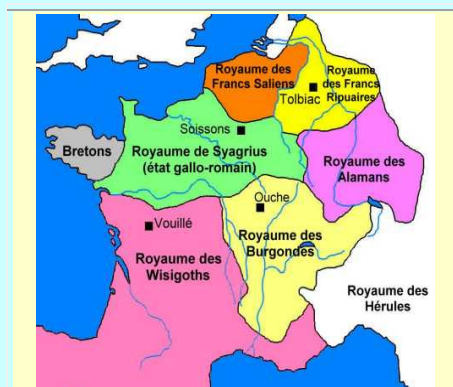 Royaume des
Francs Saliens
Royaume
des Francs
Ripuaires
Tolbiac
Soissons
Bretons
Royaume de Syagrius
(état gallo-romain)
Royaume des
Alamans
Ouche
Vouillé
Royaume des
Burgondes
Royaume des
Wisigoths
Royaume des
Hérules